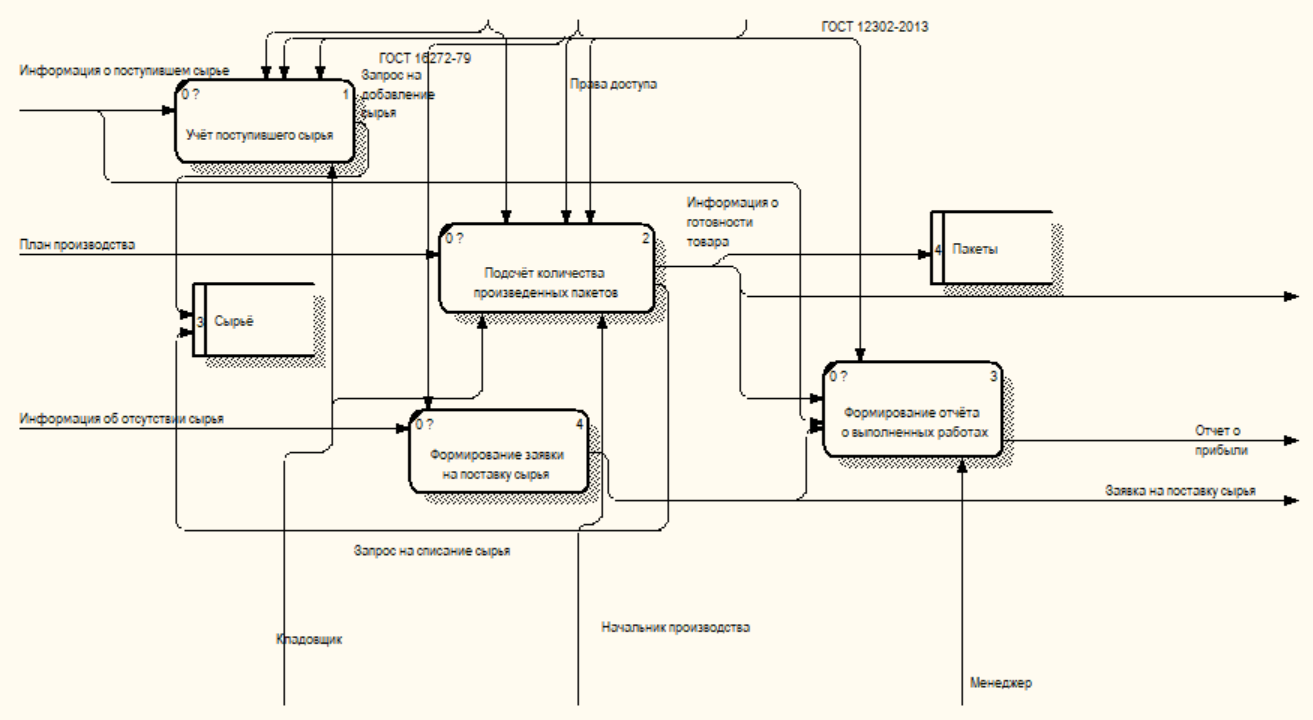 ГОСТ 12302-2013
ГОСТ 16272-79
Информация о поступившем сырье
Запрос на
добавление
сырья
Права доступа
0 ?
1
Учёт поступившего сырья
Информация о
готовности
товара
План производства
0 ?
2
Подсчёт количества
произведенных пакетов
4
Пакеты
3
Сырьё
0 ?
3
Формирование отчёта
о выполненных работах
Информация об отсутствии сырья
0 ?
4
Формирование заявки
на поставку сырья
Отчет о
прибыли
Заявка на поставку сырья
Запрос на списание сырья
Кладовщик
Начальник производства
Менеджер